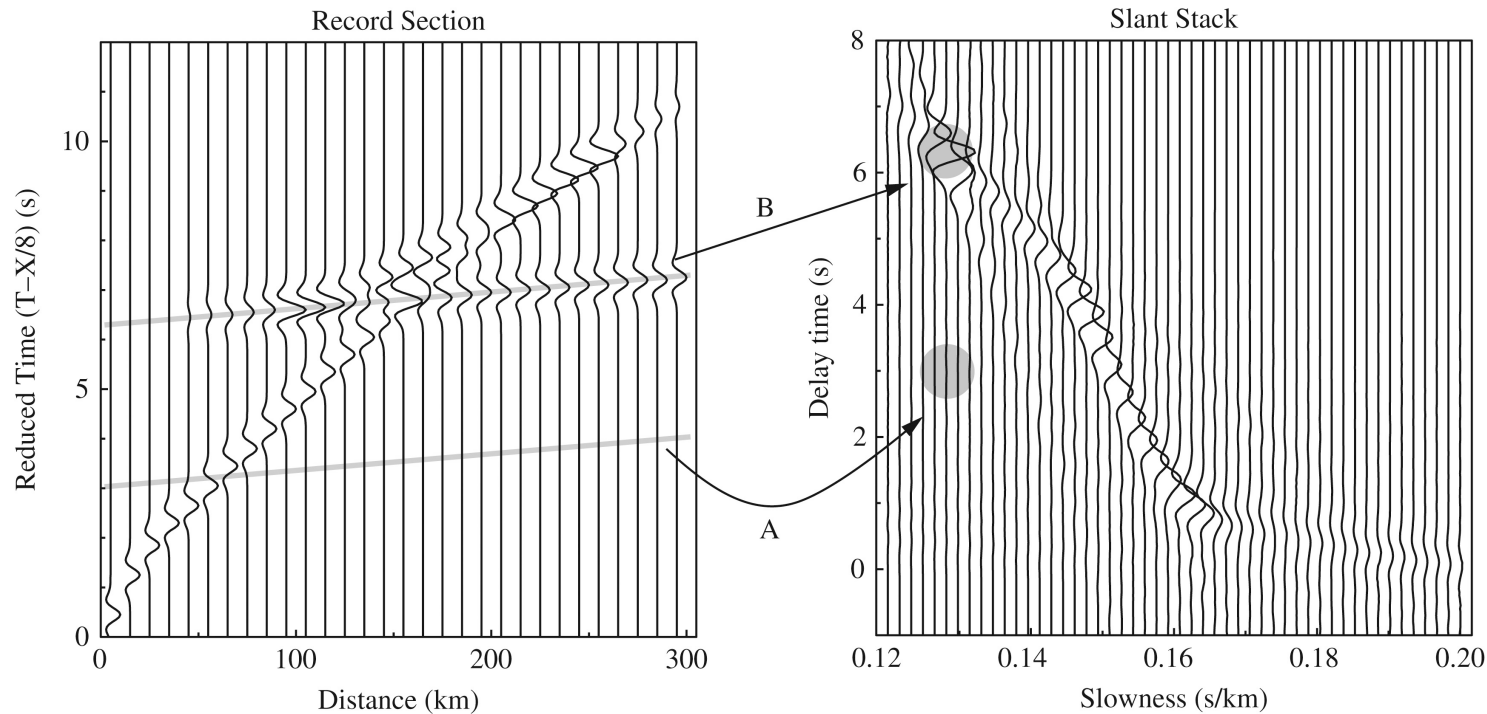 Record Section
Slant Stack
Reduced Time (T–X/8) (s)
10
5
0
0
100
200
300
Distance (km)
B
A
Delay time (s)
8
6
4
2
0
0.12
0.14
0.16
0.18
0.20
Slowness (s/km)